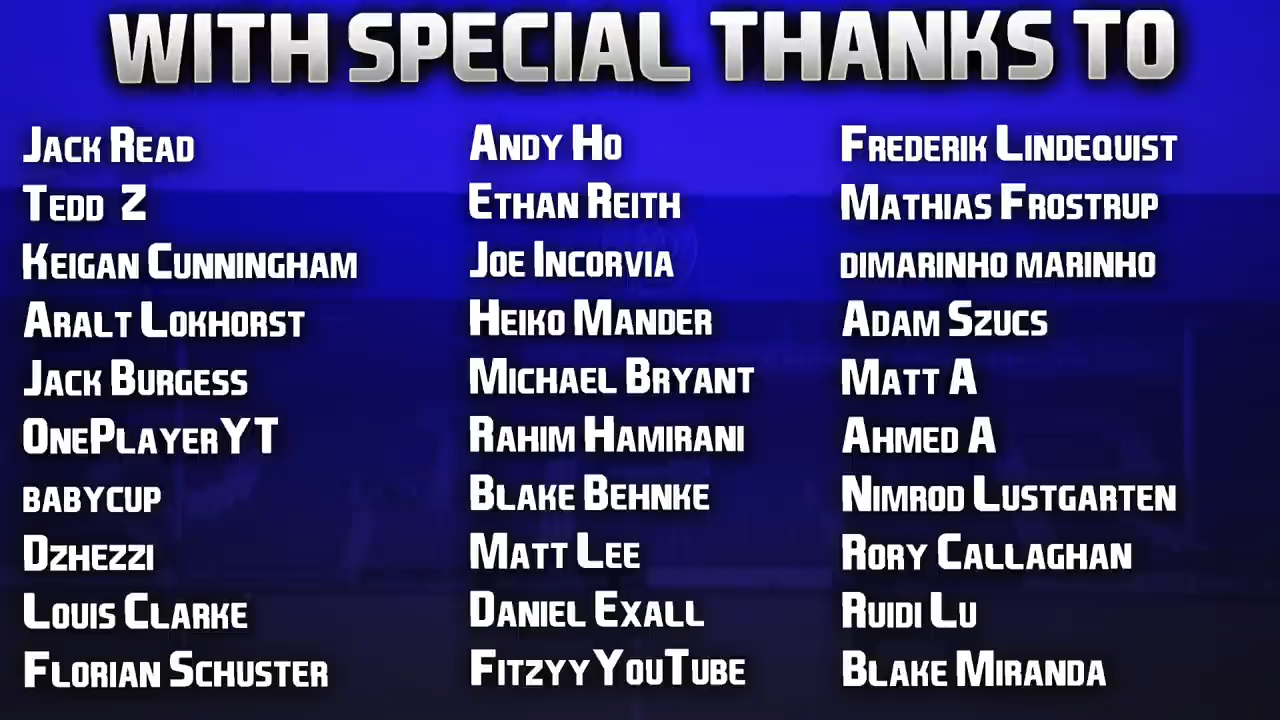 WITH SPECIAL THANKS TO
Jack Read
Tedd Z
Keigan Cunningham
Aralt Lokhorst
Jack Burgess
OnePlayerYT
babycup
Dzhezzi
Louis Clarke
Florian Schuster
Andy Ho
Ethan Reith
Joe Incorvia
Heiko Mander
Michael Bryant
Rahim Hamirani
Blake Behnke
Matt Lee
Daniel Exall
FitzyyYouTube
Frederik Lindequist
Mathias Frostrup
dimarinho marinho
Adam Szucs
Matt A
Ahmed A
Nimrod Lustgarten
Rory Callaghan
Ruidi Lu
Blake Miranda